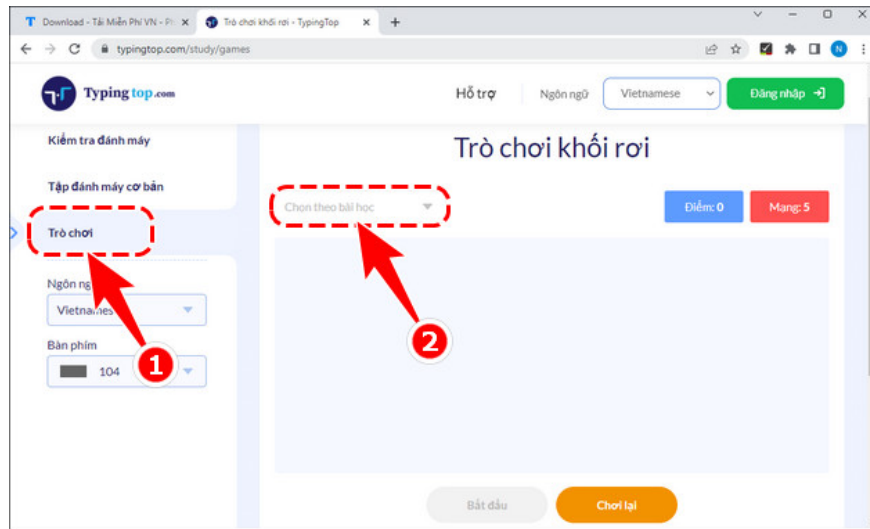 Download - Tải Miễn Phí VN - Ph
Trò chơi khối rơi - TypingTop
typingtop.com/study/games
Typing top.com
Hỗ trợ
Ngôn ngữ
Vietnamese
Đăng nhập
Kiểm tra đánh máy
Tập đánh máy cơ bản
Trò chơi
Ngôn ng
Vietnames
Bàn phím
104
1
Trò chơi khối rơi
Chọn theo bài học
Điểm: 0
Mạng: 5
2
Bắt đầu
Chơi lại